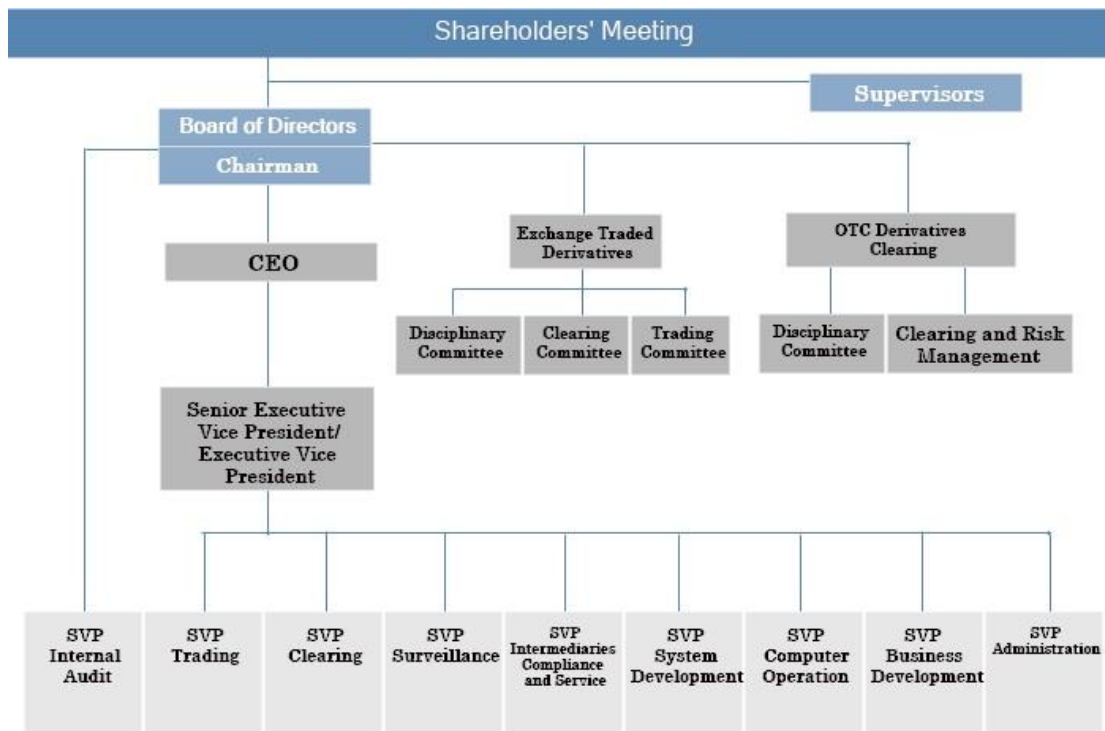 Shareholders' Meeting
Supervisors
Board of Directors
Chairman
CEO
Exchange Traded
Derivatives
OTC Derivatives
Clearing
Disciplinary
Committee
Clearing
Committee
Trading
Committee
Disciplinary
Committee
Clearing and Risk
Management
Senior Executive
Vice President/
Executive Vice
President
SVP
Internal
Audit
SVP
Trading
SVP
Clearing
SVP
Surveillance
SVP
Intermediaries
Compliance
and Service
SVP
System
Development
SVP
Computer
Operation
SVP
Business
Development
SVP
Administration